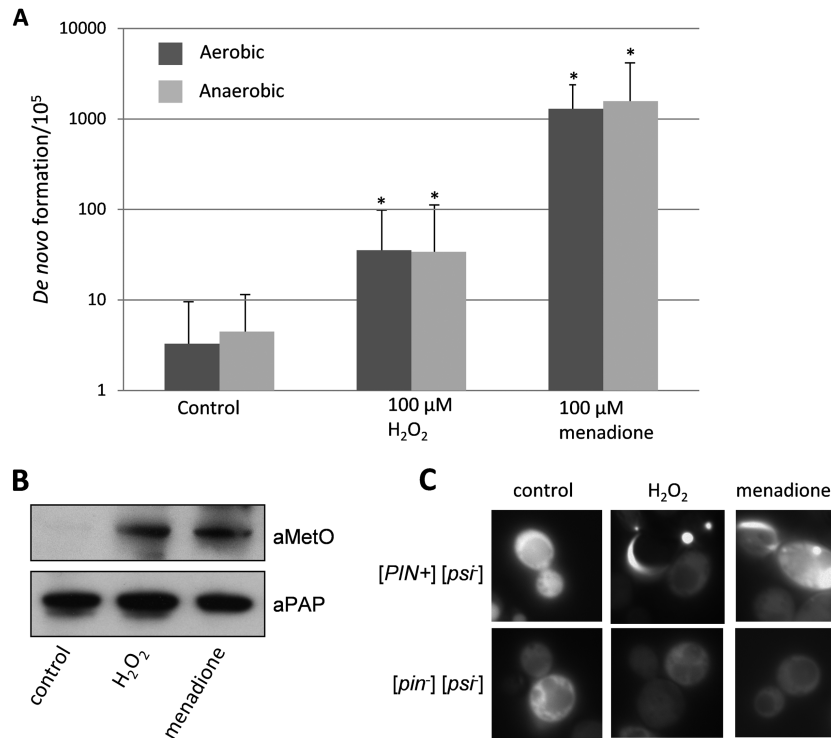 A
10000
1000
100
10
1
De novo formation/10⁵
Aerobic
Anaerobic
*
*
*
*
Control
100 µM
H₂O₂
100 µM
menadione
B
aMetO
aPAP
control
H₂O₂
menadione
C
control
H₂O₂
menadione
[PIN+] [psi⁻]
[pin⁻] [psi⁻]